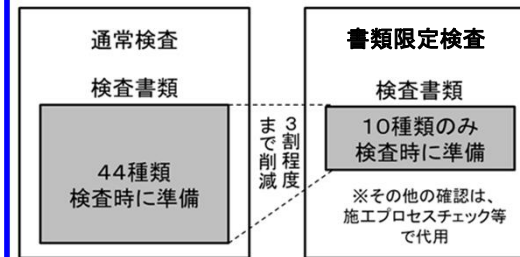 通常検査
検査書類
44種類
検査時に準備
3割程度
まで削減
書類限定検査
検査書類
10種類のみ
検査時に準備
※その他の確認は、
施工プロセスチェック等
で代用